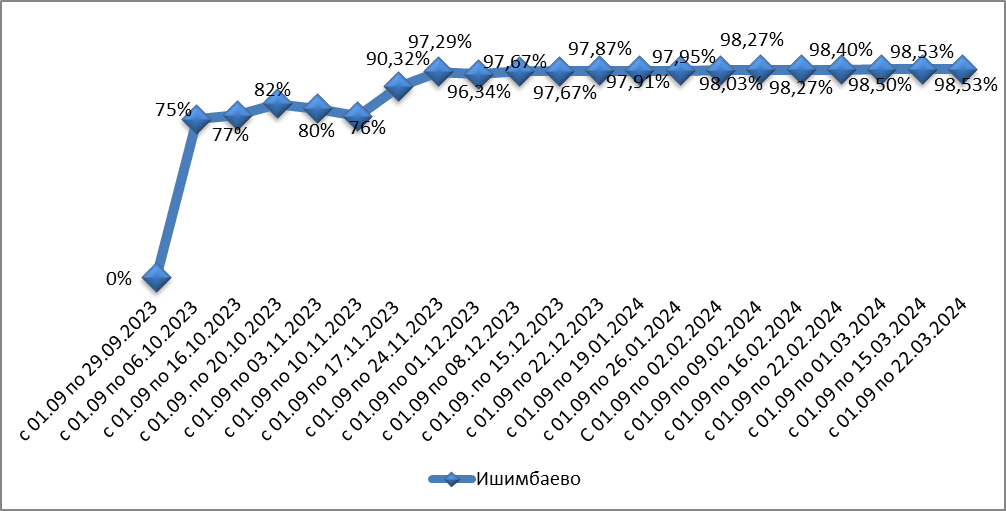 98,27%
97,29%
97,87%
98,40%
98,53%
90,32%
97,67%
97,95%
96,34%
97,67%
97,91%
98,03%
98,27%
98,50%
98,53%
75%
82%
77%
80%
76%
0%
с 01.09 по 29.09.2023
с 01.09 по 06.10.2023
с 01.09 по 16.10.2023
с 01.09. по 20.10.2023
с 01.09 по 03.11.2023
с 01.09 по 10.11.2023
с 01.09 по 17.11.2023
с 01.09 по 24.11.2023
с 01.09 по 01.12.2023
с 01.09 по 08.12.2023
с 01.09. по 15.12.2023
с 01.09 по 22.12.2023
с 01.09 по 19.01.2024
с 01.09 по 26.01.2024
С 01.09 по 02.02.2024
с 01.09 по 09.02.2024
с 01.09 по 16.02.2024
с 01.09 по 22.02.2024
с 01.09 по 01.03.2024
с 01.09 по 15.03.2024
с 01.09 по 22.03.2024
Ишимбаево